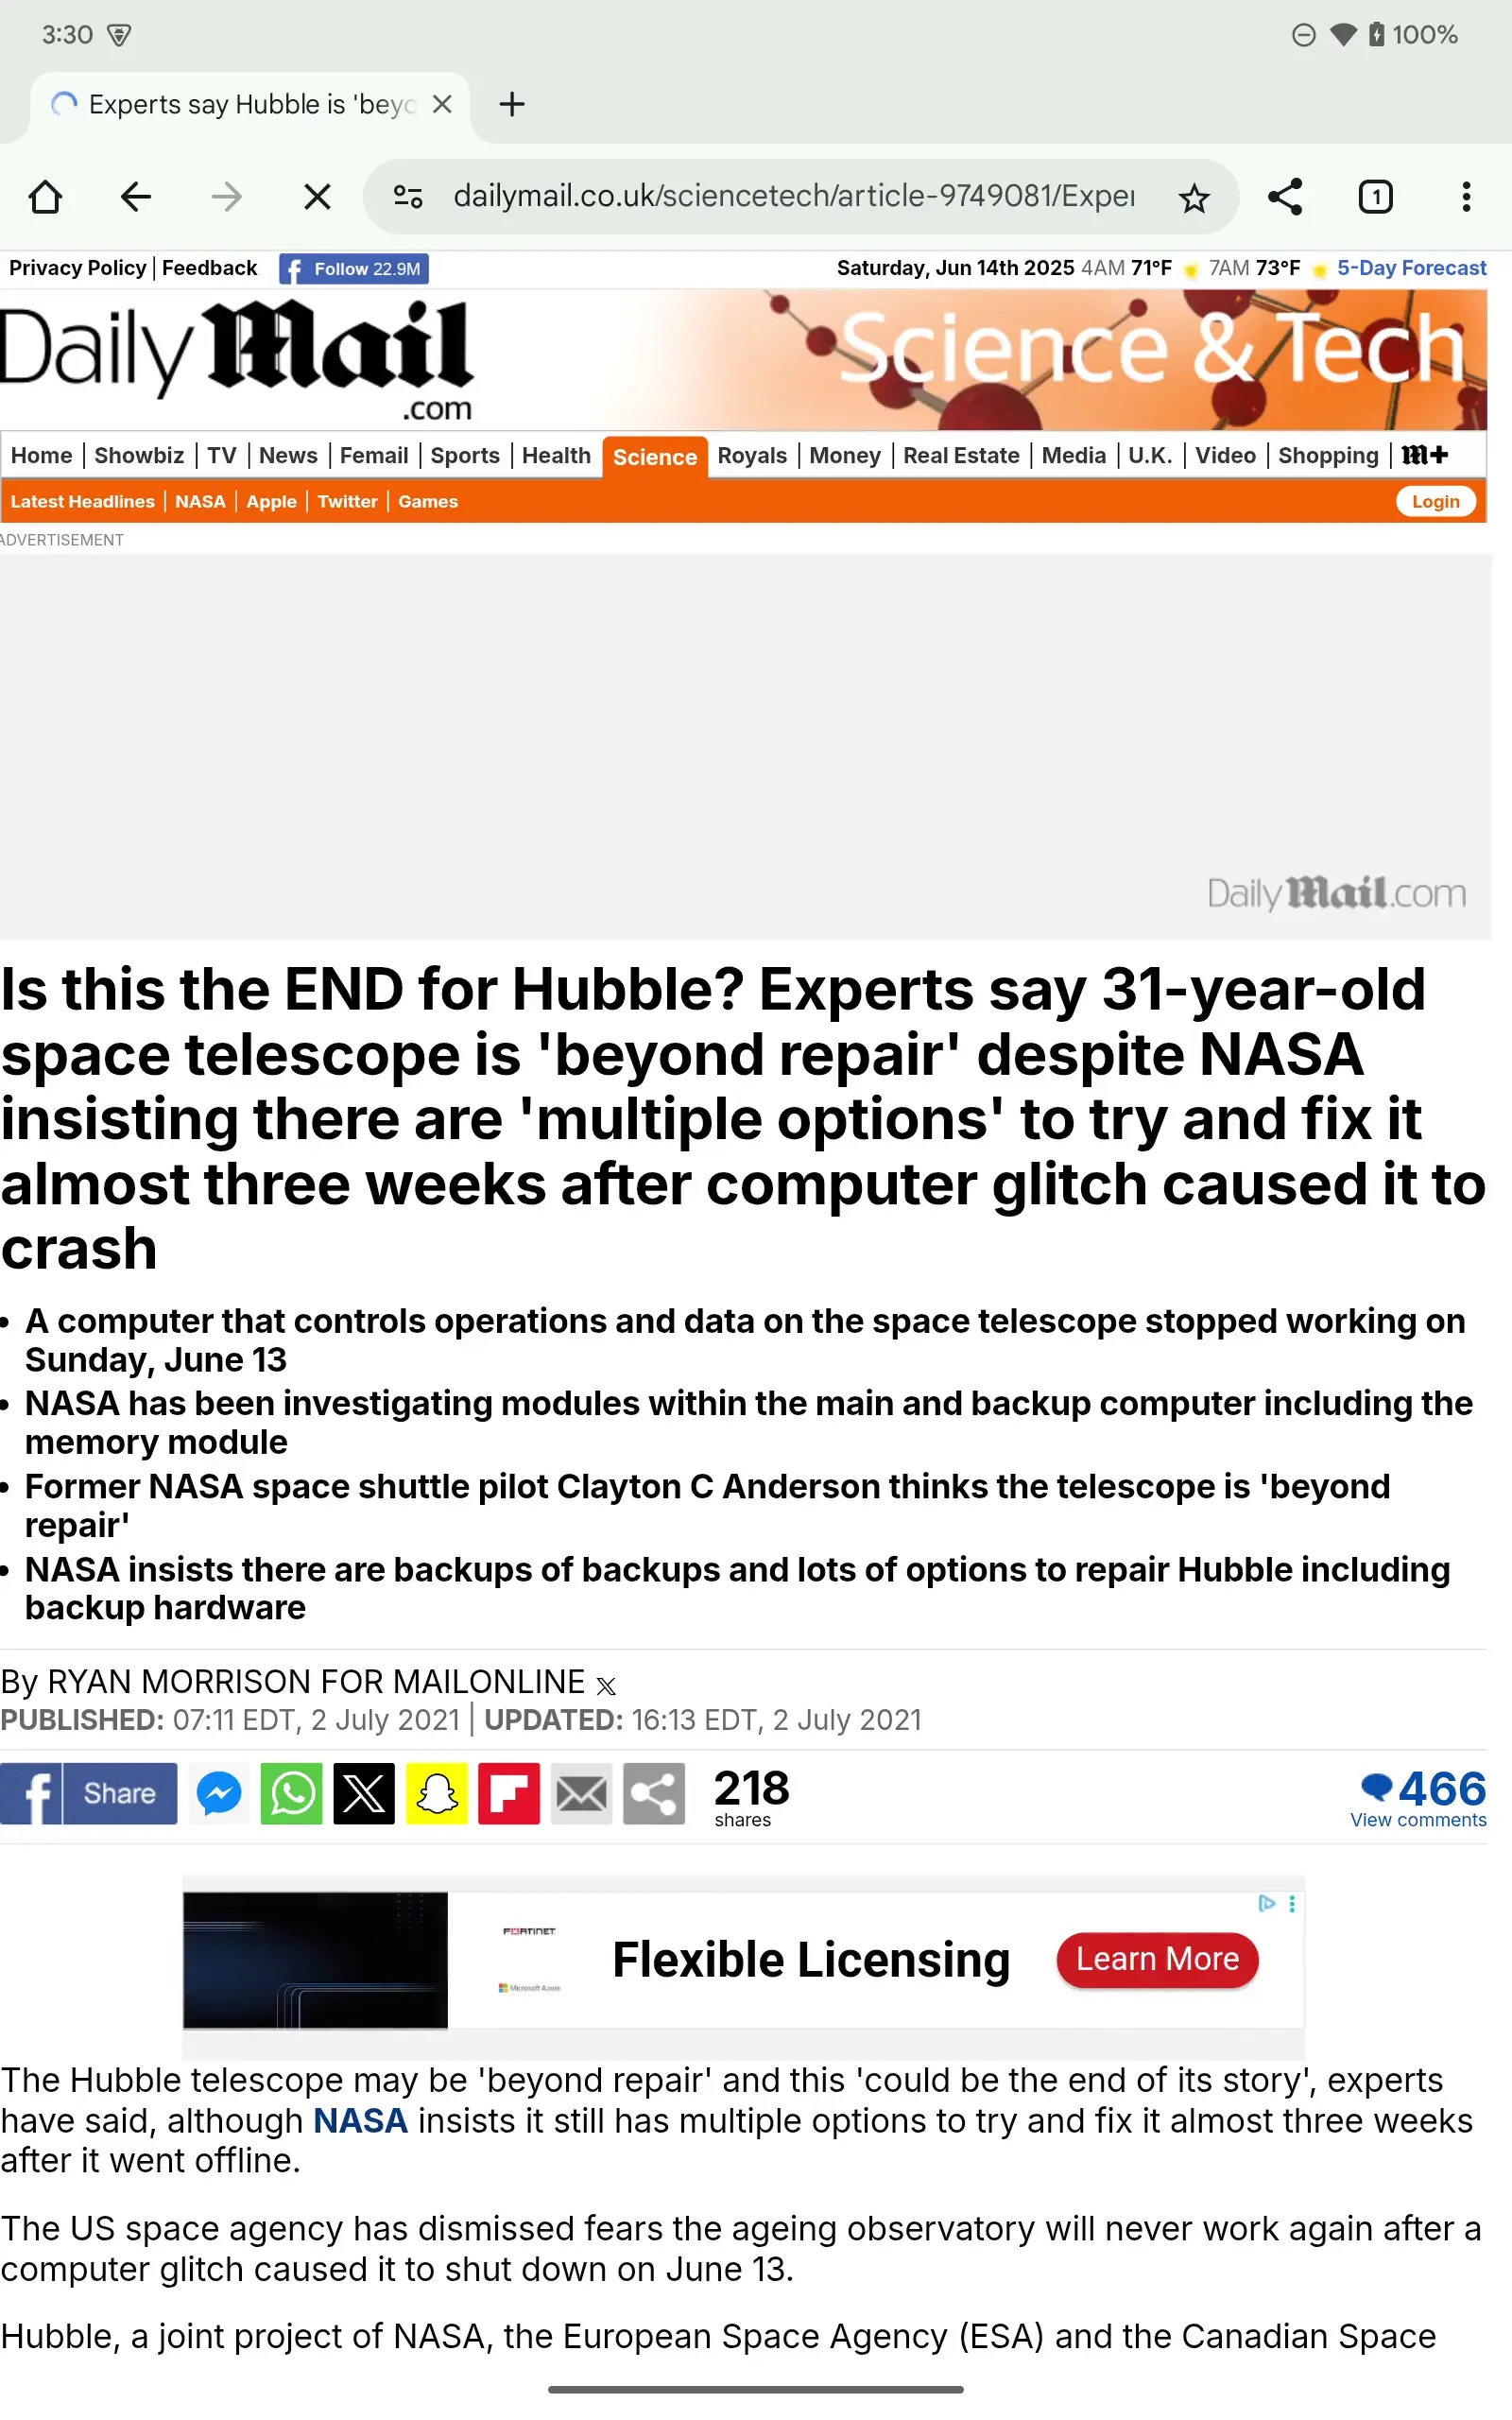 3:30 100%
Experts say Hubble is 'beyo
dailymail.co.uk/sciencetech/article-9749081/Exper
1
Privacy Policy | Feedback Follow 22.9M Saturday, Jun 14th 2025 4AM 71°F 7AM 73°F 5-Day Forecast
Daily Mail .com Science & Tech
Home | Showbiz | TV | News | Femail | Sports | Health Science Royals | Money | Real Estate | Media | U.K. | Video | Shopping | m+
Latest Headlines | NASA | Apple | Twitter | Games Login
ADVERTISEMENT
DailyMail.com
Is this the END for Hubble? Experts say 31-year-old
space telescope is 'beyond repair' despite NASA
insisting there are 'multiple options' to try and fix it
almost three weeks after computer glitch caused it to
crash
• A computer that controls operations and data on the space telescope stopped working on
Sunday, June 13
• NASA has been investigating modules within the main and backup computer including the
memory module
• Former NASA space shuttle pilot Clayton C Anderson thinks the telescope is 'beyond
repair'
• NASA insists there are backups of backups and lots of options to repair Hubble including
backup hardware
By RYAN MORRISON FOR MAILONLINE
PUBLISHED: 07:11 EDT, 2 July 2021 | UPDATED: 16:13 EDT, 2 July 2021
Share 218 shares 466 View comments
FORTINET
Microsoft Azure
Flexible Licensing
Learn More
The Hubble telescope may be 'beyond repair' and this 'could be the end of its story', experts
have said, although NASA insists it still has multiple options to try and fix it almost three weeks
after it went offline.
The US space agency has dismissed fears the ageing observatory will never work again after a
computer glitch caused it to shut down on June 13.
Hubble, a joint project of NASA, the European Space Agency (ESA) and the Canadian Space